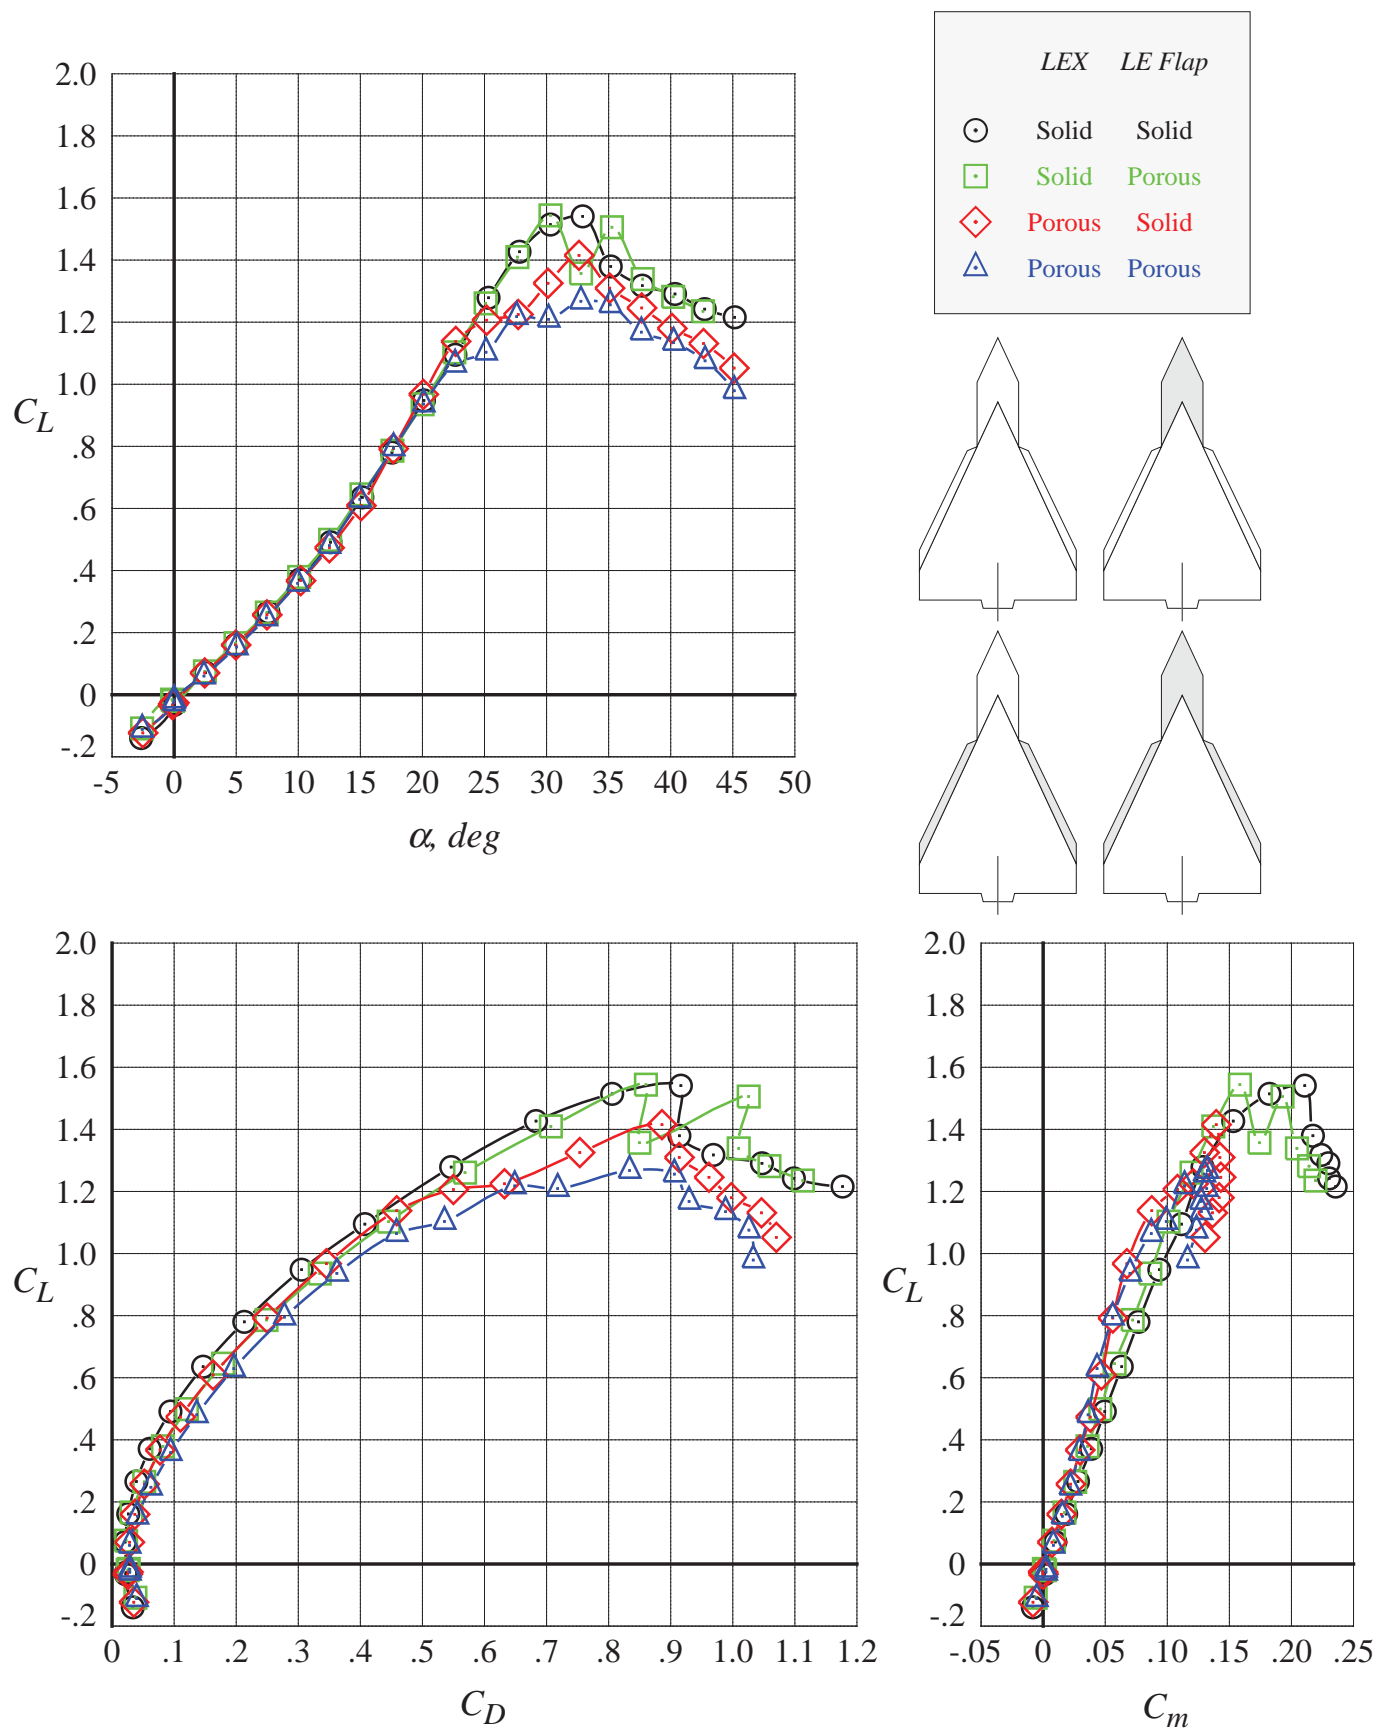 LEX LE Flap
Solid Solid
Solid Porous
Porous Solid
Porous Porous
2.0
1.8
1.6
1.4
1.2
1.0
.8
.6
.4
.2
0
-.2
C_L
-5 0 5 10 15 20 25 30 35 40 45 50
α, deg
2.0
1.8
1.6
1.4
1.2
1.0
.8
.6
.4
.2
0
-.2
C_L
0 .1 .2 .3 .4 .5 .6 .7 .8 .9 1.0 1.1 1.2
C_D
2.0
1.8
1.6
1.4
1.2
1.0
.8
.6
.4
.2
0
-.2
C_L
-.05 0 .05 .10 .15 .20 .25
C_m